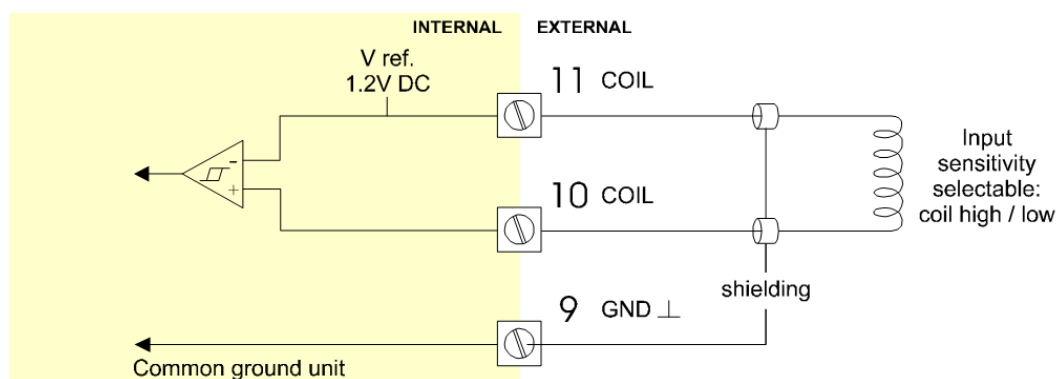 INTERNAL EXTERNAL
V ref.
1.2V DC
11 COIL
Input
sensitivity
selectable:
coil high / low
10 COIL
shielding
9 GND ⊥
Common ground unit